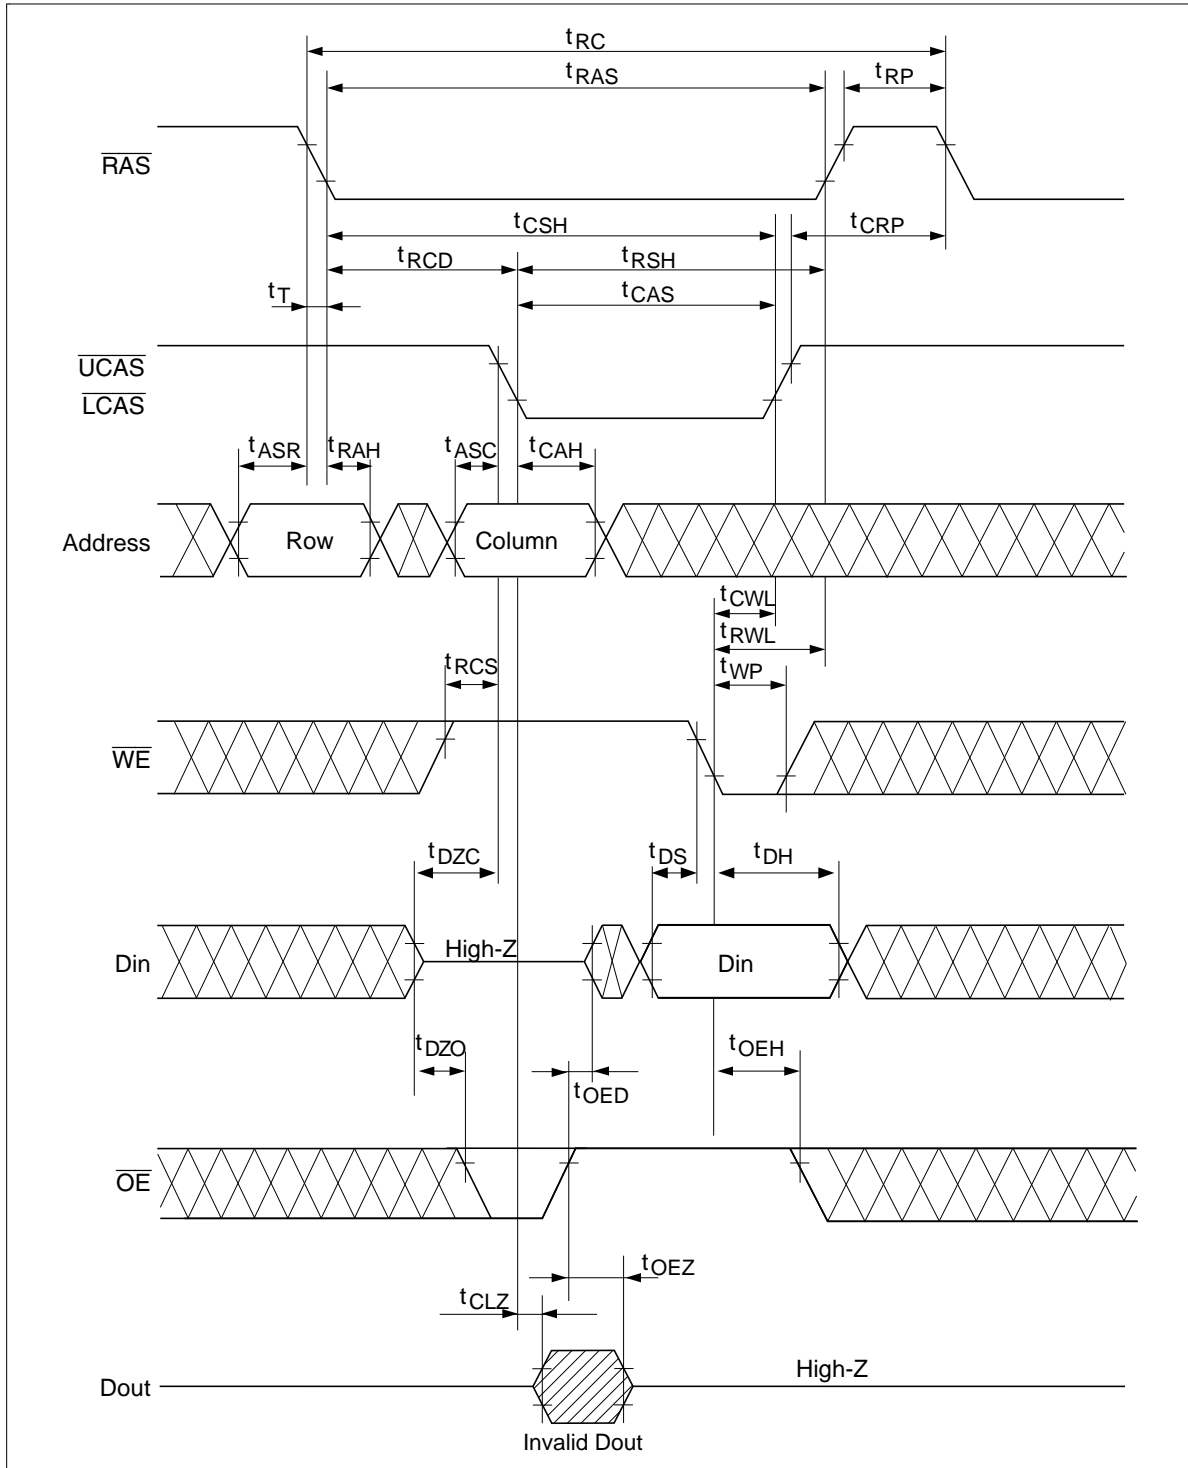 tRC
tRAS
tRP
RAS
tCSH
tCRP
tRCD
tRSH
tT
tCAS
UCAS
LCAS
tASR
tRAH
tASC
tCAH
Address
Row
Column
tCWL
tRWL
tRCS
tWP
WE
tDZC
tDS
tDH
High-Z
Din
Din
tDZO
tOEH
tOED
OE
tOEZ
tCLZ
High-Z
Dout
Invalid Dout